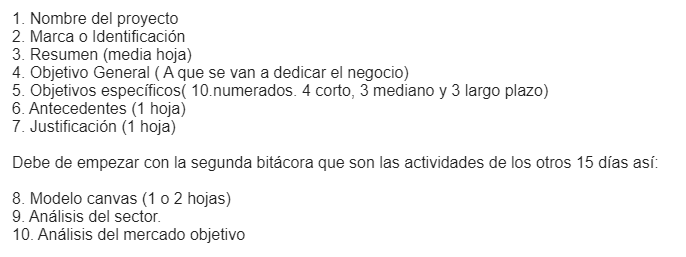 1. Nombre del proyecto
2. Marca o Identificación
3. Resumen (media hoja)
4. Objetivo General ( A que se van a dedicar el negocio)
5. Objetivos específicos( 10.numerados. 4 corto, 3 mediano y 3 largo plazo)
6. Antecedentes (1 hoja)
7. Justificación (1 hoja)
Debe de empezar con la segunda bitácora que son las actividades de los otros 15 días así:
8. Modelo canvas (1 o 2 hojas)
9. Análisis del sector.
10. Análisis del mercado objetivo